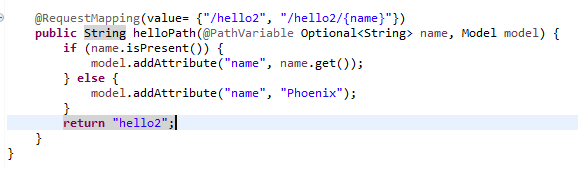 @RequestMapping(value= {"/hello2", "/hello2/{name}"})
public String helloPath(@PathVariable Optional<String> name, Model model) {
if (name.isPresent()) {
model.addAttribute("name", name.get());
} else {
model.addAttribute("name", "Phoenix");
}
return "hello2";
}
}